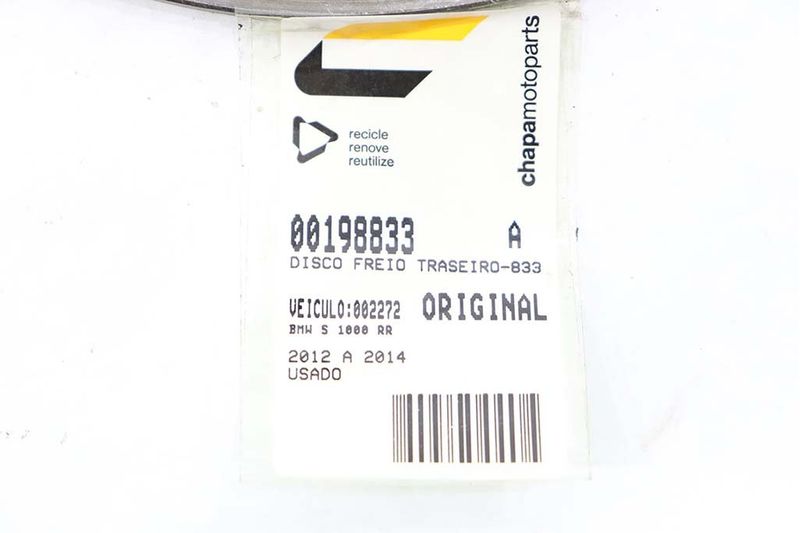 recicle
renove
reutilize
chapamotoparts
00198833 A
DISCO FREIO TRASEIRO-833
VEICULO:002272 ORIGINAL
BMW S 1000 RR
2012 A 2014
USADO